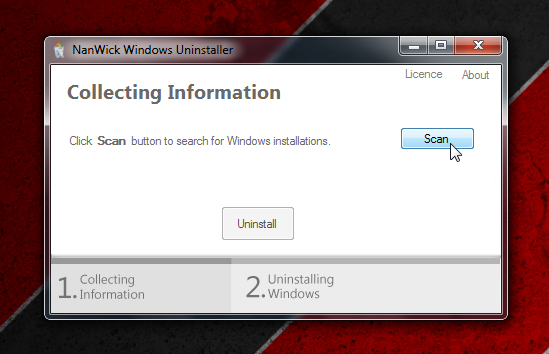 NanWick Windows Uninstaller
Licence About
Collecting Information
Click Scan button to search for Windows installations.
Scan
Uninstall
1. Collecting
Information
2. Uninstalling
Windows